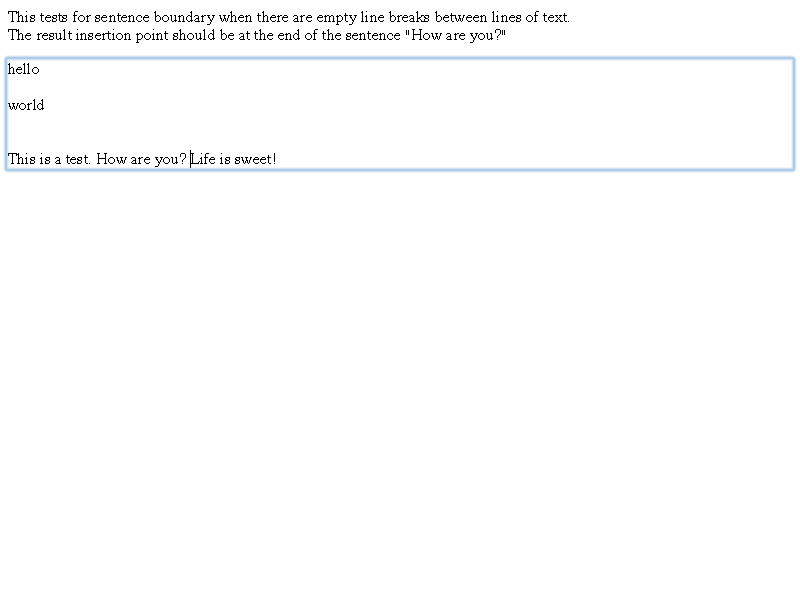 This tests for sentence boundary when there are empty line breaks between lines of text.
The result insertion point should be at the end of the sentence "How are you?"
hello
world
This is a test. How are you? Life is sweet!